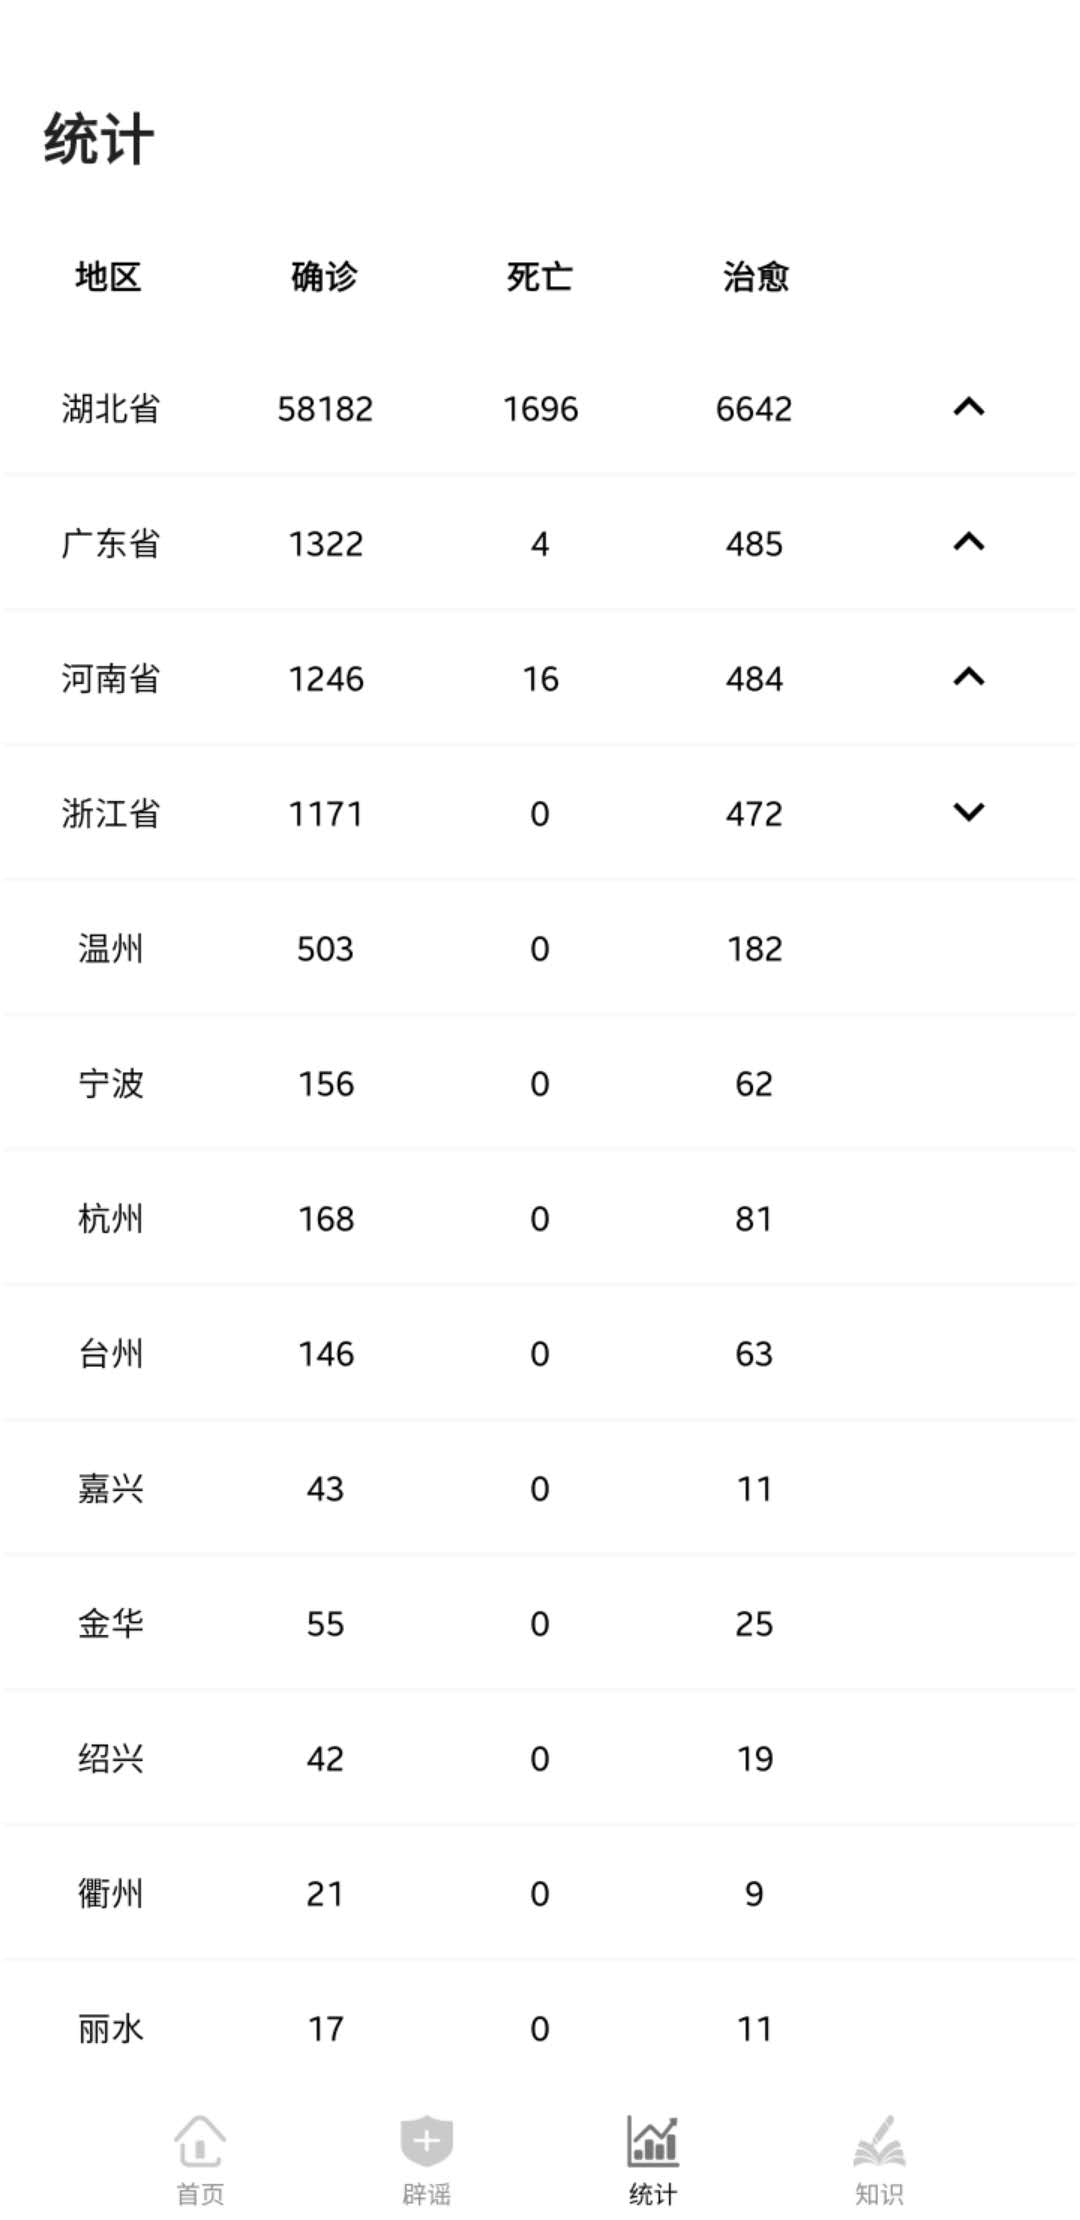 统计
地区 确诊 死亡 治愈
湖北省 58182 1696 6642
广东省 1322 4 485
河南省 1246 16 484
浙江省 1171 0 472
温州 503 0 182
宁波 156 0 62
杭州 168 0 81
台州 146 0 63
嘉兴 43 0 11
金华 55 0 25
绍兴 42 0 19
衢州 21 0 9
丽水 17 0 11
首页 辟谣 统计 知识